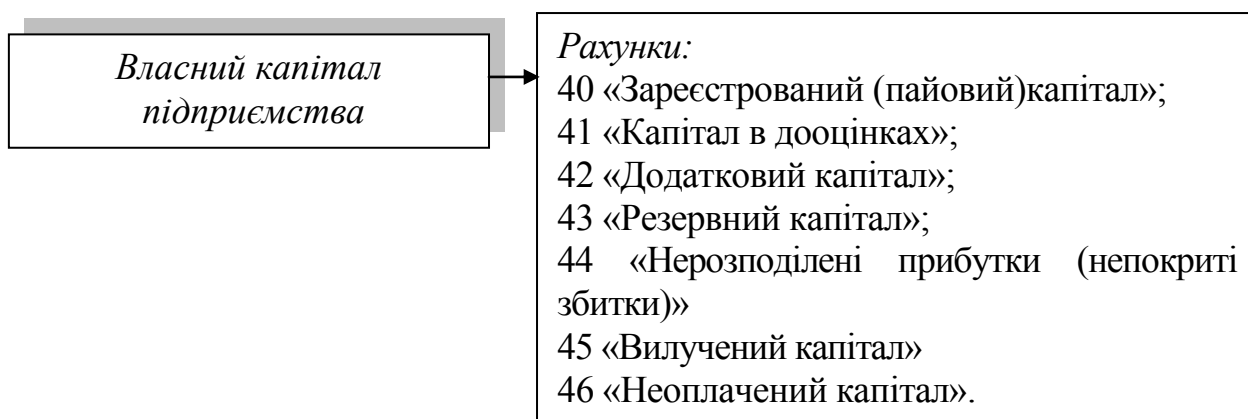 Власний капітал
підприємства
Рахунки:
40 «Зареєстрований (пайовий)капітал»;
41 «Капітал в дооцінках»;
42 «Додатковий капітал»;
43 «Резервний капітал»;
44 «Нерозподілені прибутки (непокриті
збитки)»
45 «Вилучений капітал»
46 «Неоплачений капітал».